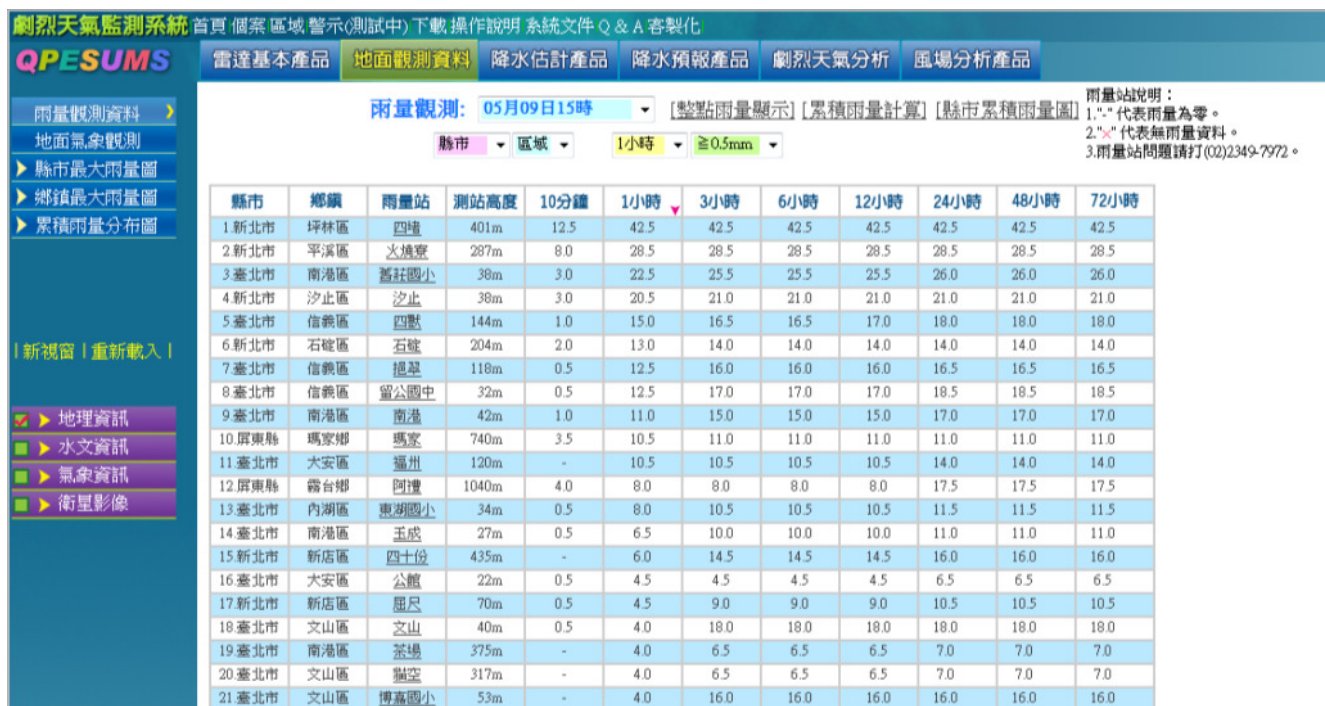 劇烈天氣監測系統 首頁 個案 區域 警示(測試中) 下載 操作說明 系統文件 Q & A 客製化
QPESUMS 雷達基本產品 地面觀測資料 降水估計產品 降水預報產品 劇烈天氣分析 風場分析產品
雨量觀測資料
地面氣象觀測
縣市最大雨量圖
鄉鎮最大雨量圖
累積雨量分布圖
|新視窗|重新載入|
地理資訊
水文資訊
氣象資訊
衛星影像
雨量觀測: 05月09日15時 [整點雨量顯示] [累積雨量計算] [縣市累積雨量圖]
縣市 區域 1小時 ≧0.5mm
雨量站說明：
1."-" 代表雨量為零。
2."×" 代表無雨量資料。
3.雨量站問題請打(02)2349-7972。
縣市 鄉鎮 雨量站 測站高度 10分鐘 1小時 3小時 6小時 12小時 24小時 48小時 72小時
1.新北市 坪林區 四堵 401m 12.5 42.5 42.5 42.5 42.5 42.5 42.5 42.5
2.新北市 平溪區 火燒寮 287m 8.0 28.5 28.5 28.5 28.5 28.5 28.5 28.5
3.臺北市 南港區 舊莊國小 38m 3.0 22.5 25.5 25.5 25.5 26.0 26.0 26.0
4.新北市 汐止區 汐止 38m 3.0 20.5 21.0 21.0 21.0 21.0 21.0 21.0
5.臺北市 信義區 四獸 144m 1.0 15.0 16.5 16.5 17.0 18.0 18.0 18.0
6.新北市 石碇區 石碇 204m 2.0 13.0 14.0 14.0 14.0 14.0 14.0 14.0
7.臺北市 信義區 挹翠 118m 0.5 12.5 16.0 16.0 16.0 16.5 16.5 16.5
8.臺北市 信義區 留公國中 32m 0.5 12.5 17.0 17.0 17.0 18.5 18.5 18.5
9.臺北市 南港區 南港 42m 1.0 11.0 15.0 15.0 15.0 17.0 17.0 17.0
10.屏東縣 瑪家鄉 瑪家 740m 3.5 10.5 11.0 11.0 11.0 11.0 11.0 11.0
11.臺北市 大安區 福州 120m - 10.5 10.5 10.5 10.5 14.0 14.0 14.0
12.屏東縣 霧台鄉 阿禮 1040m 4.0 8.0 8.0 8.0 8.0 17.5 17.5 17.5
13.臺北市 內湖區 東湖國小 34m 0.5 8.0 10.5 10.5 10.5 11.5 11.5 11.5
14.臺北市 南港區 玉成 27m 0.5 6.5 10.0 10.0 10.0 11.0 11.0 11.0
15.新北市 新店區 四十份 435m - 6.0 14.5 14.5 14.5 16.0 16.0 16.0
16.臺北市 大安區 公館 22m 0.5 4.5 4.5 4.5 4.5 6.5 6.5 6.5
17.新北市 新店區 屈尺 70m 0.5 4.5 9.0 9.0 9.0 10.5 10.5 10.5
18.臺北市 文山區 文山 40m 0.5 4.0 18.0 18.0 18.0 18.0 18.0 18.0
19.臺北市 南港區 茶場 375m - 4.0 6.5 6.5 6.5 7.0 7.0 7.0
20.臺北市 文山區 貓空 317m - 4.0 6.5 6.5 6.5 7.0 7.0 7.0
21.臺北市 文山區 博嘉國小 53m - 4.0 16.0 16.0 16.0 16.0 16.0 16.0